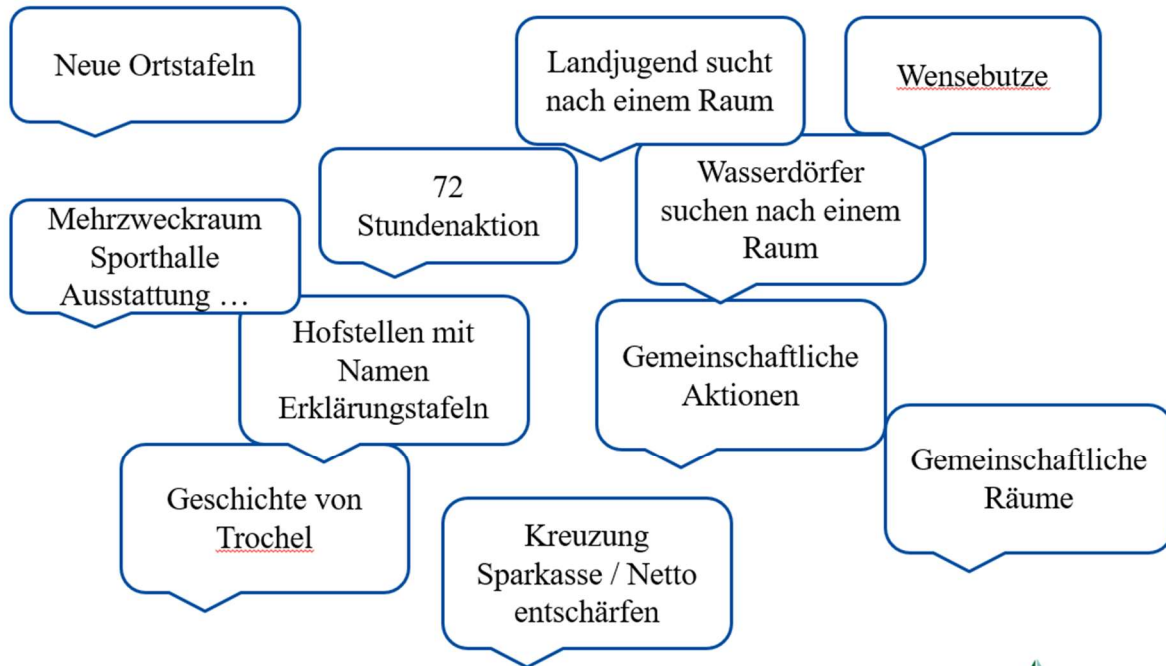 Neue Ortstafeln
Landjugend sucht
nach einem Raum
Wensebutze
72
Stundenaktion
Wasserdörfer
suchen nach einem
Raum
Mehrzweckraum
Sporthalle
Ausstattung …
Hofstellen mit
Namen
Erklärungstafeln
Gemeinschaftliche
Aktionen
Gemeinschaftliche
Räume
Geschichte von
Trochel
Kreuzung
Sparkasse / Netto
entschärfen